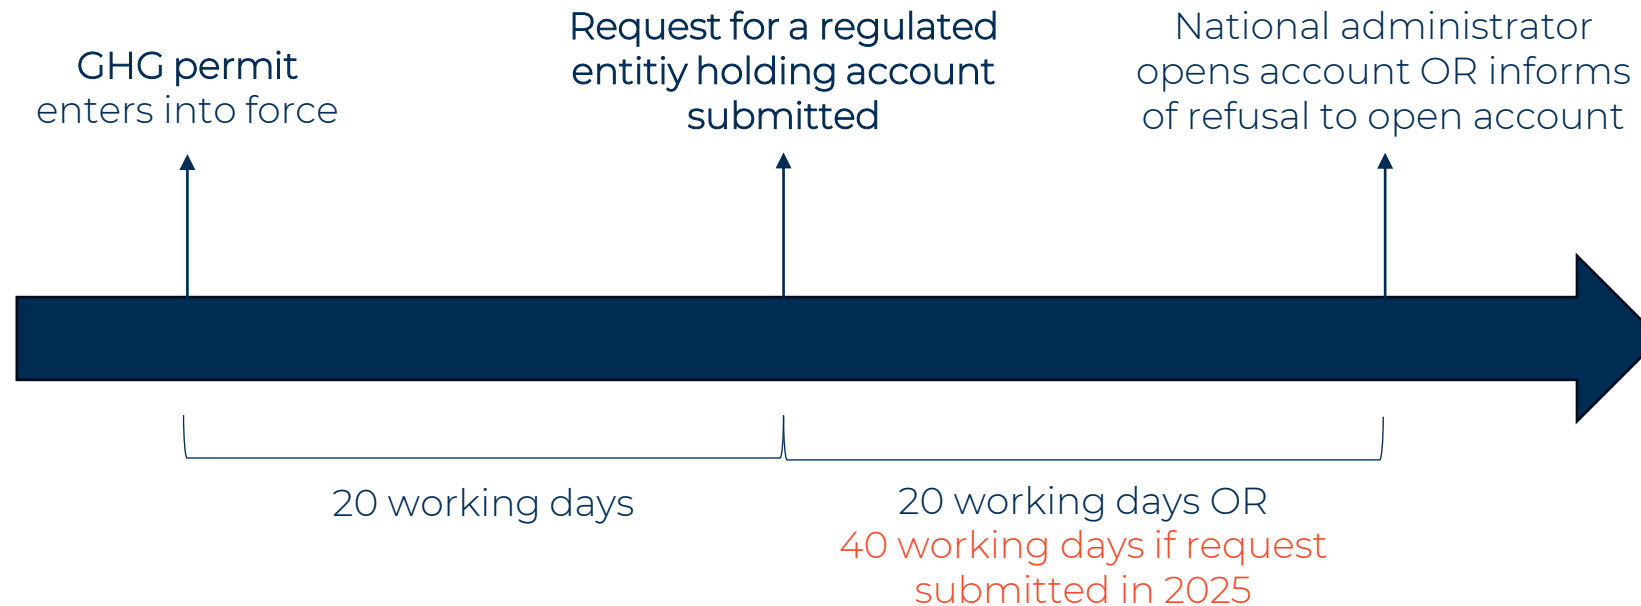 GHG permit
enters into force
Request for a regulated
entitiy holding account
submitted
National administrator
opens account OR informs
of refusal to open account
20 working days
20 working days OR
40 working days if request
submitted in 2025